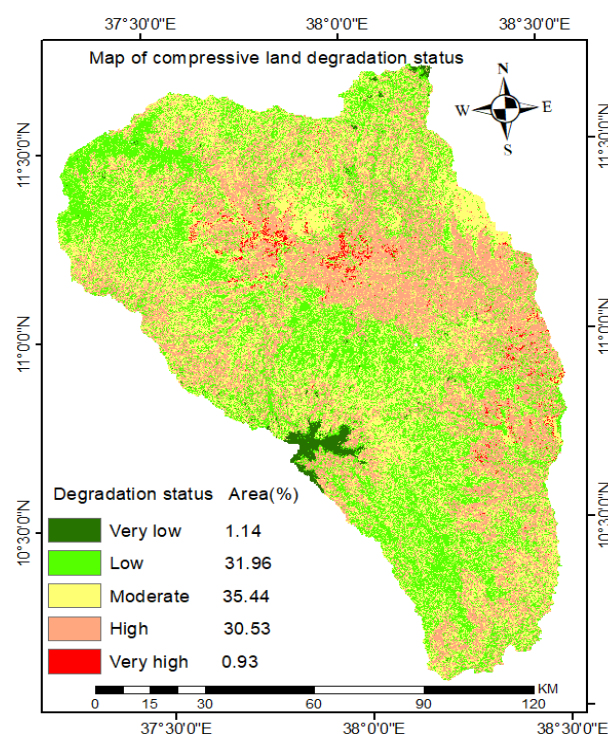 37°30'0"E 38°0'0"E 38°30'0"E
Map of compressive land degradation status
N
W E
S
11°30'0"N 11°30'0"N
11°0'0"N 11°0'0"N
10°30'0"N 10°30'0"N
Degradation status Area(%)
Very low 1.14
Low 31.96
Moderate 35.44
High 30.53
Very high 0.93
KM
0 15 30 60 90 120
37°30'0"E 38°0'0"E 38°30'0"E